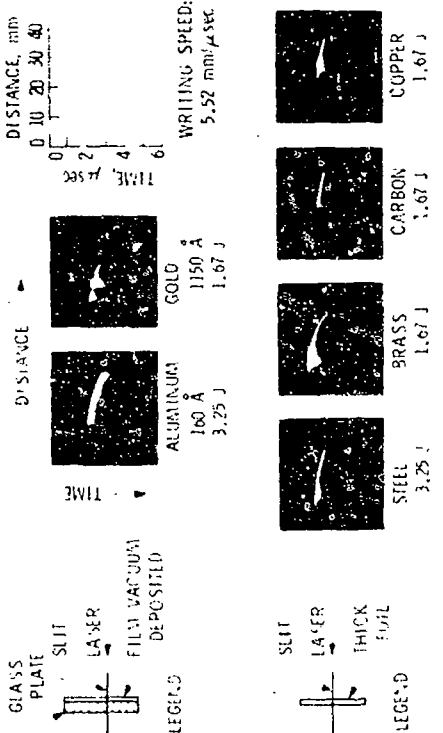 GLASS
PLATE
SLIT
LASER
FILM VACUUM
DEPOSITED
LEGEND
TIME
DISTANCE
ALUMINUM
160 Å
3.25 J
GOLD
1150 Å
1.67 J
DISTANCE, mm
0 10 20 30 40
0
2
4
6
TIME, µsec
WRITING SPEED:
5.52 mm/µsec
SLIT
LASER
THICK
FOIL
LEGEND
STEEL
3.25 J
BRASS
1.67 J
CARBON
1.67 J
COPPER
1.67 J